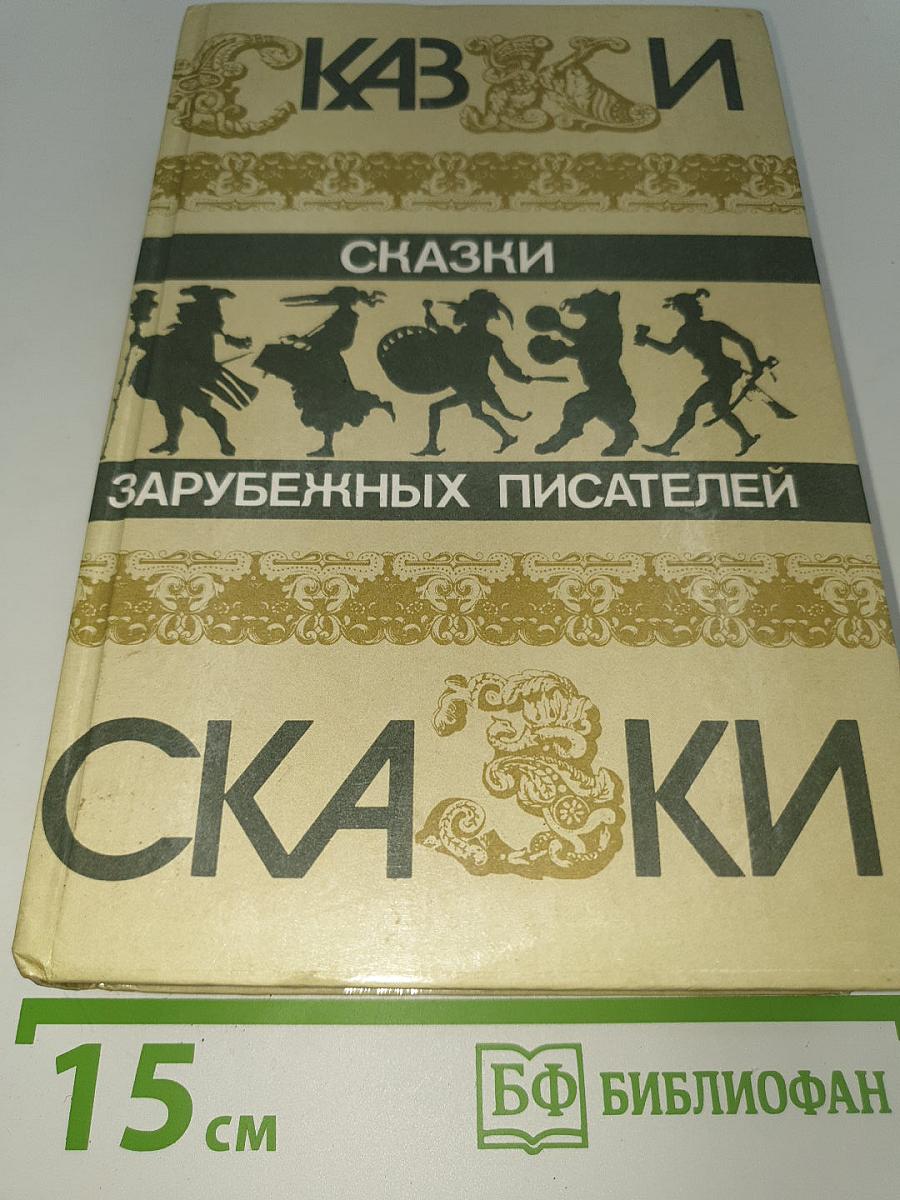 СКАЗКИ
СКАЗКИ
ЗАРУБЕЖНЫХ ПИСАТЕЛЕЙ
СКАЗКИ
15 см
БФ БИБЛИОФАН